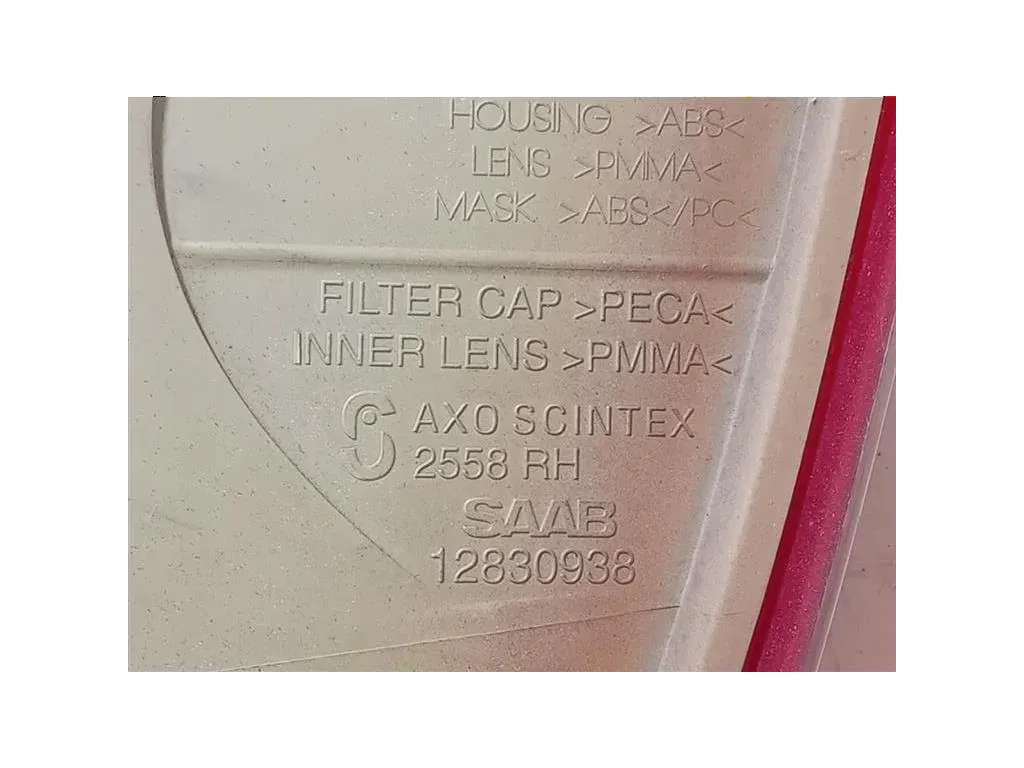 HOUSING >ABS<
LENS >PMMA<
MASK >ABS</PC<
FILTER CAP >PECA<
INNER LENS >PMMA<
AXO SCINTEX
2558 RH
SAAB
12830938